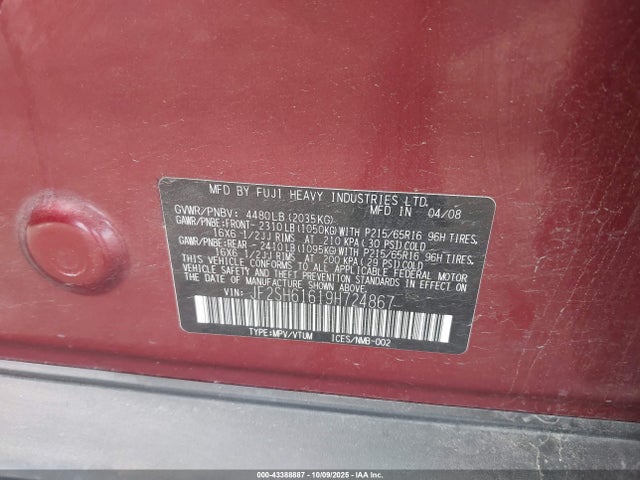 MFD BY FUJI HEAVY INDUSTRIES LTD.
GVWR/PNBV: 4480LB(2035KG) MFD IN 04/08
GAWR/PNBE:FRONT-2310LB(1050KG)WITH P215/65R16 96H TIRES,
16X6-1/2JJ RIMS AT 210 KPA(30 PSI)COLD
GAWR/PNBE:REAR-2410LB(1095KG)WITH P215/65R16 96H TIRES,
16X6-1/2JJ RIMS AT 200 KPA(29 PSI)COLD
THIS VEHICLE CONFORMS TO ALL APPLICABLE FEDERAL MOTOR
VEHICLE SAFETY STANDARDS IN EFFECT ON THE DATE OF
MANUFACTURE SHOWN ABOVE.
VIN: JF2SH61619H724867
TYPE:MPV/VTUM ICES/NMB-002
000-43388887 - 10/09/2025 - IAA Inc.